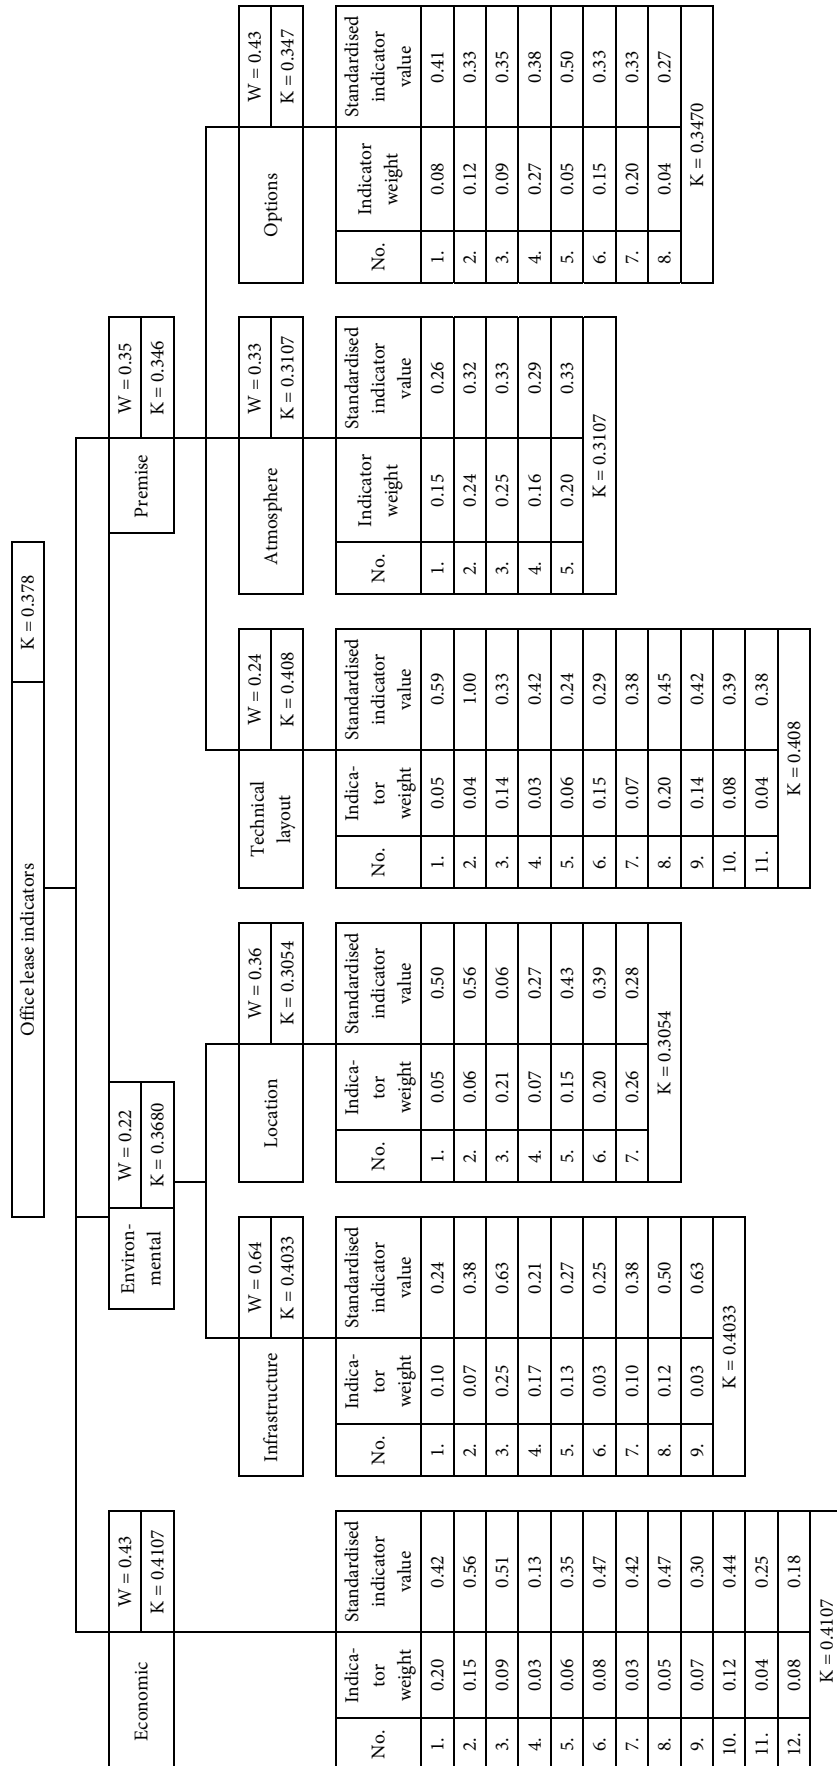 Office lease indicators
K = 0.378
Economic
W = 0.43
K = 0.4107
Environ-
mental
W = 0.22
K = 0.3680
Premise
W = 0.35
K = 0.346
Infrastructure
W = 0.64
K = 0.4033
Location
W = 0.36
K = 0.3054
Technical
layout
W = 0.24
K = 0.408
Atmosphere
W = 0.33
K = 0.3107
Options
W = 0.43
K = 0.347
No.
Indica-
tor
weight
Standardised
indicator
value
1. 0.20 0.42
2. 0.15 0.56
3. 0.09 0.51
4. 0.03 0.13
5. 0.06 0.35
6. 0.08 0.47
7. 0.03 0.42
8. 0.05 0.47
9. 0.07 0.30
10. 0.12 0.44
11. 0.04 0.25
12. 0.08 0.18
K = 0.4107
No.
Indica-
tor
weight
Standardised
indicator
value
1. 0.10 0.24
2. 0.07 0.38
3. 0.25 0.63
4. 0.17 0.21
5. 0.13 0.27
6. 0.03 0.25
7. 0.10 0.38
8. 0.12 0.50
9. 0.03 0.63
K = 0.4033
No.
Indica-
tor
weight
Standardised
indicator
value
1. 0.05 0.50
2. 0.06 0.56
3. 0.21 0.06
4. 0.07 0.27
5. 0.15 0.43
6. 0.20 0.39
7. 0.26 0.28
K = 0.3054
No.
Indica-
tor
weight
Standardised
indicator
value
1. 0.05 0.59
2. 0.04 1.00
3. 0.14 0.33
4. 0.03 0.42
5. 0.06 0.24
6. 0.15 0.29
7. 0.07 0.38
8. 0.20 0.45
9. 0.14 0.42
10. 0.08 0.39
11. 0.04 0.38
K = 0.408
No.
Indicator
weight
Standardised
indicator
value
1. 0.15 0.26
2. 0.24 0.32
3. 0.25 0.33
4. 0.16 0.29
5. 0.20 0.33
K = 0.3107
No.
Indicator
weight
Standardised
indicator
value
1. 0.08 0.41
2. 0.12 0.33
3. 0.09 0.35
4. 0.27 0.38
5. 0.05 0.50
6. 0.15 0.33
7. 0.20 0.33
8. 0.04 0.27
K = 0.3470